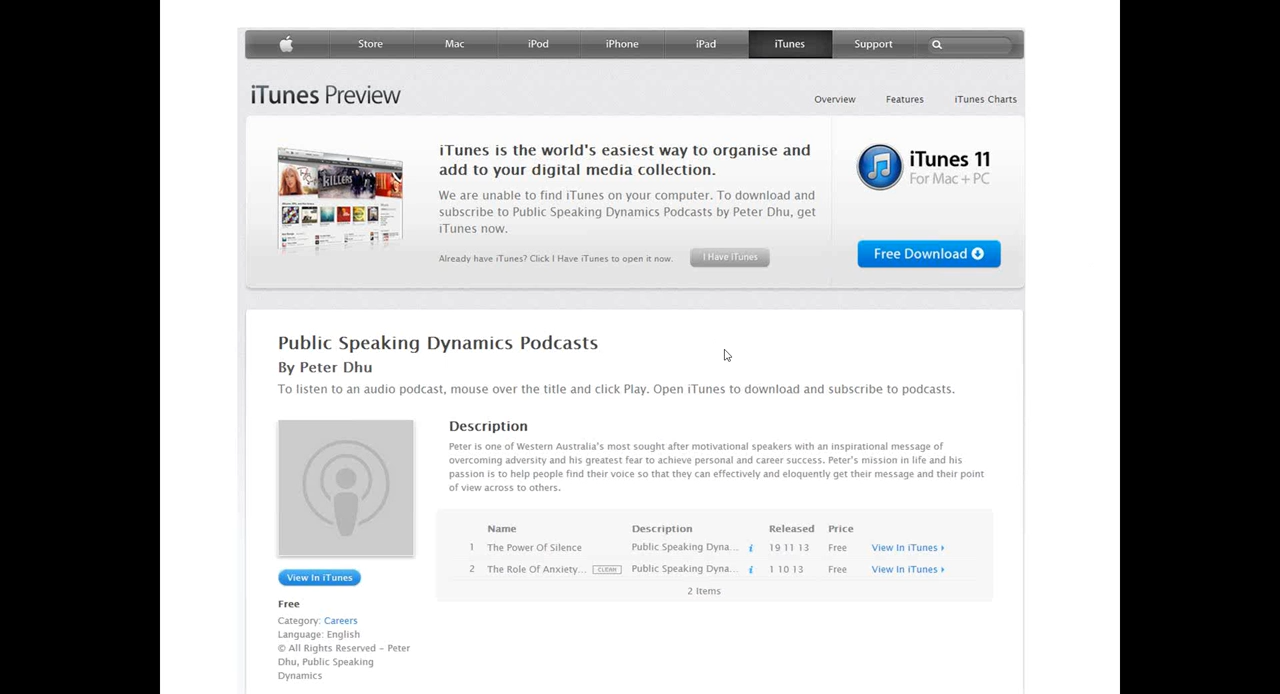 Store Mac iPod iPhone iPad iTunes Support
iTunes Preview
Overview Features iTunes Charts
iTunes is the world's easiest way to organise and
add to your digital media collection.
We are unable to find iTunes on your computer. To download and
subscribe to Public Speaking Dynamics Podcasts by Peter Dhu, get
iTunes now.
Already have iTunes? Click I Have iTunes to open it now.
I Have iTunes
KILLERS
iTunes 11
For Mac + PC
Free Download
Public Speaking Dynamics Podcasts
By Peter Dhu
To listen to an audio podcast, mouse over the title and click Play. Open iTunes to download and subscribe to podcasts.
Description
Peter is one of Western Australia's most sought after motivational speakers with an inspirational message of
overcoming adversity and his greatest fear to achieve personal and career success. Peter's mission in life and his
passion is to help people find their voice so that they can effectively and eloquently get their message and their point
of view across to others.
Name Description Released Price
1 The Power Of Silence Public Speaking Dyna... i 19 11 13 Free View In iTunes
2 The Role Of Anxiety... CLEAN Public Speaking Dyna... i 1 10 13 Free View In iTunes
2 Items
View In iTunes
Free
Category: Careers
Language: English
© All Rights Reserved - Peter
Dhu, Public Speaking
Dynamics